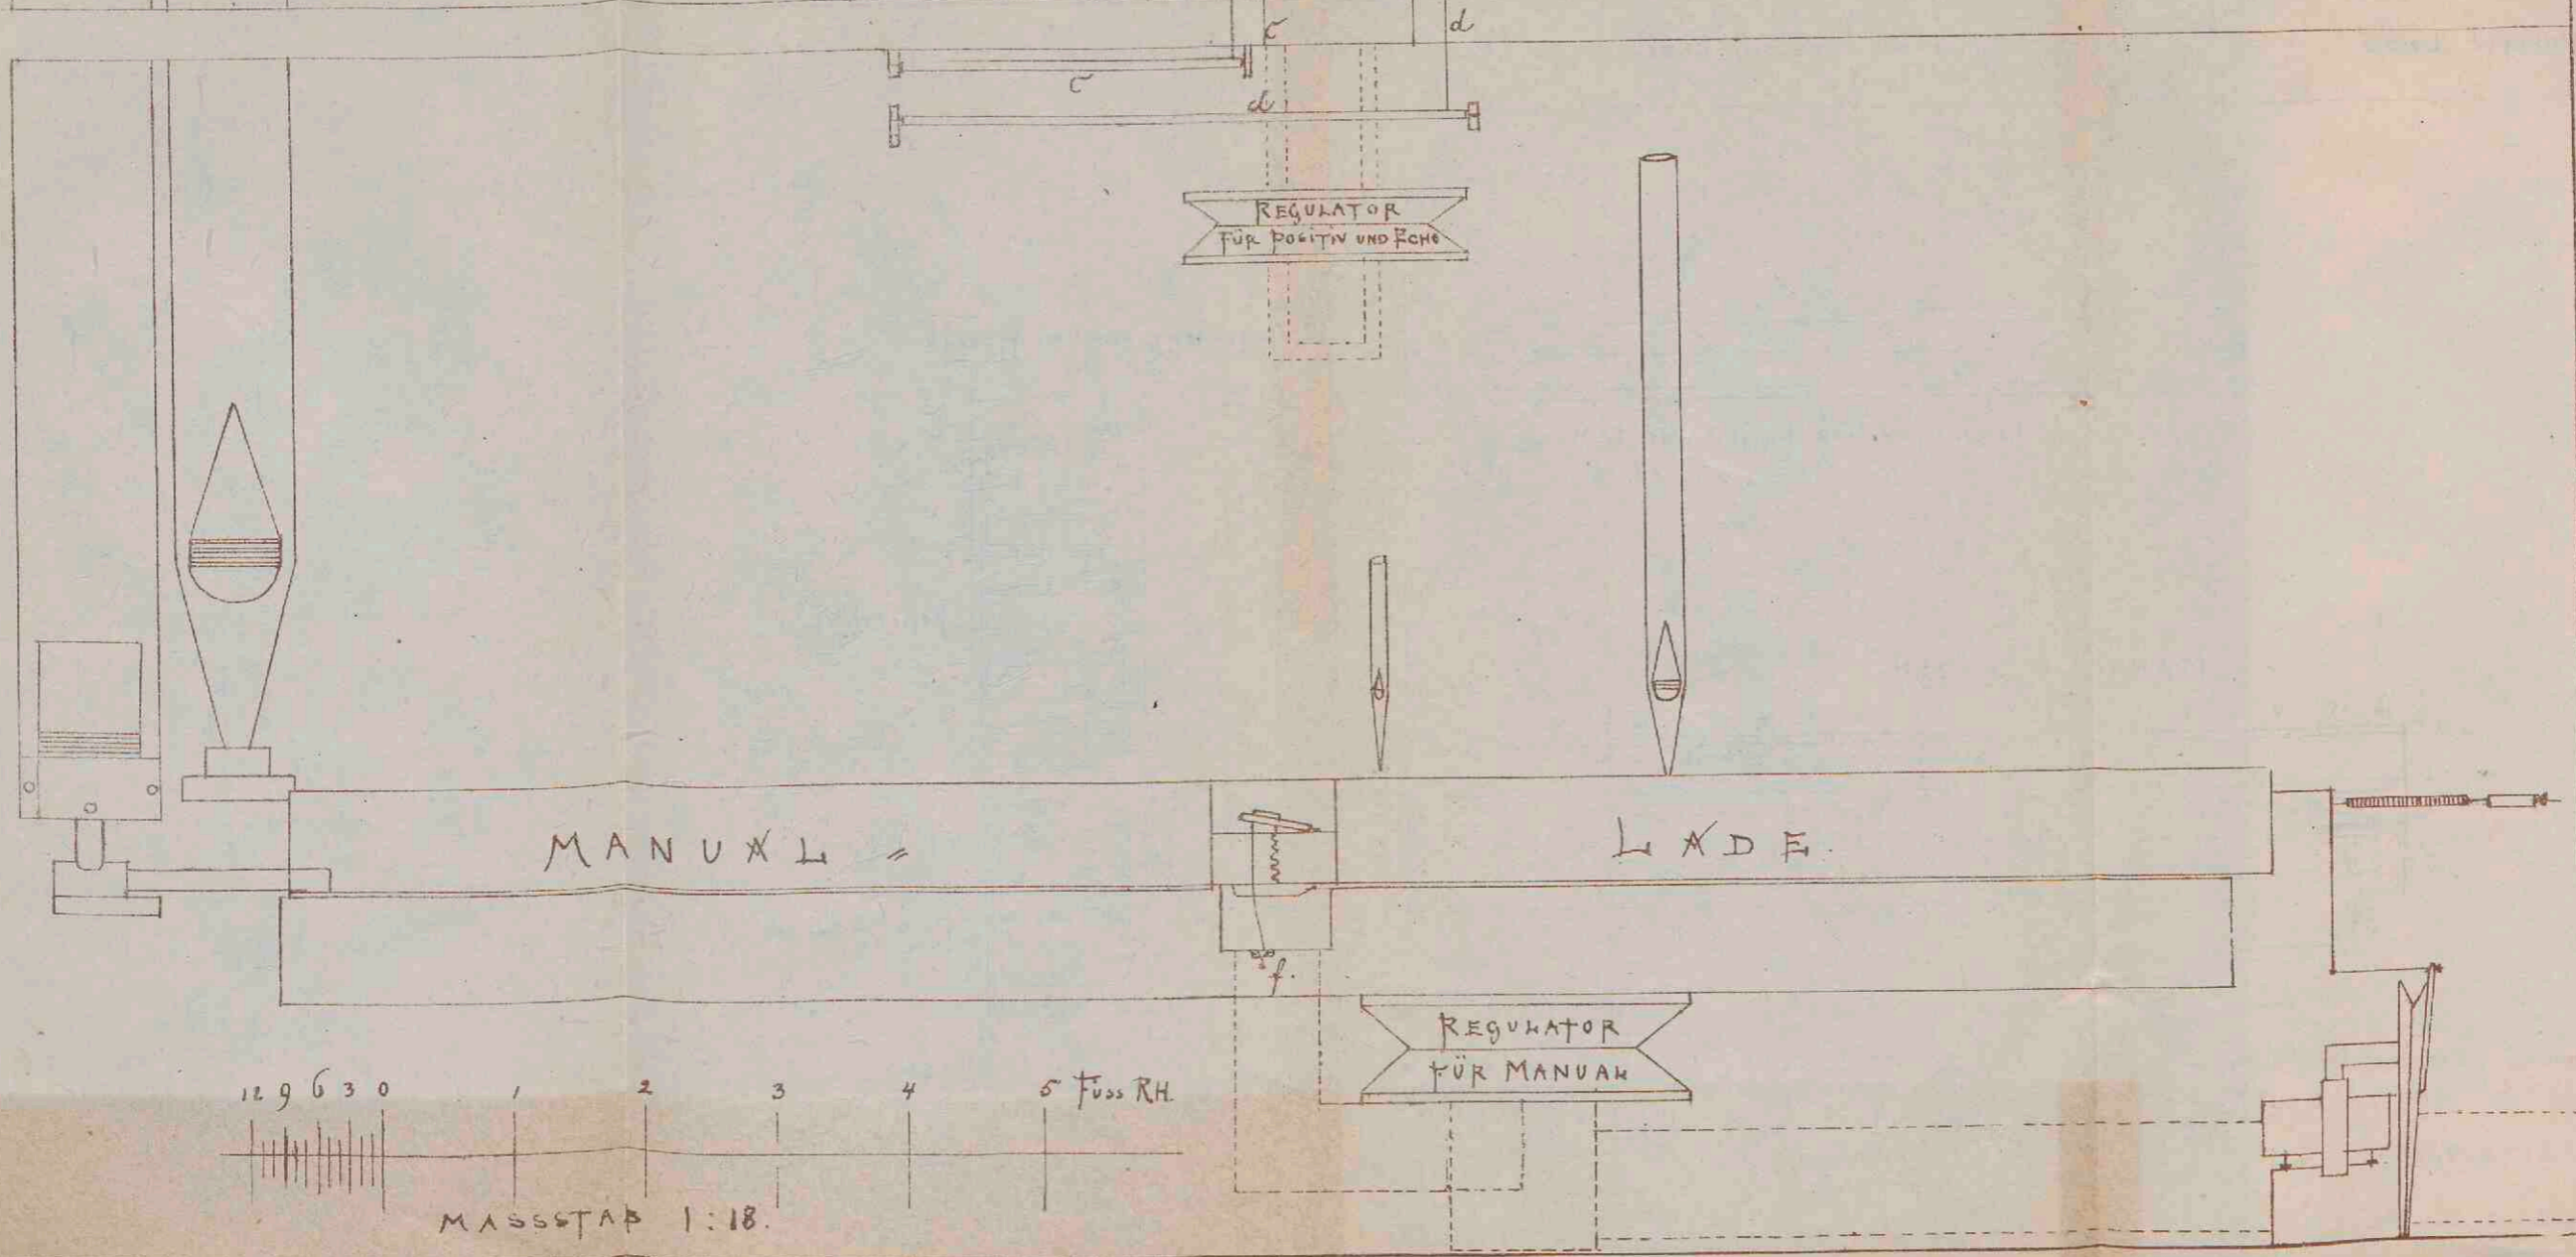 c d
c
d
REGULATOR
FÜR POSITIV UND ECHO
MANUAL =
LADE.
f.
REGULATOR
FÜR MANUAL
12 9 6 3 0 1 2 3 4 5 Fuss RH.
MASSSTAB 1:18.